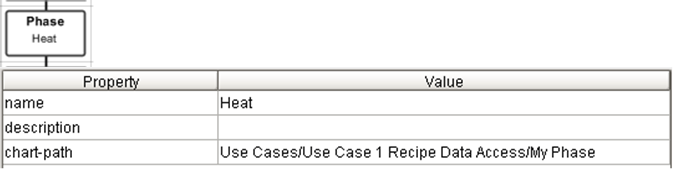 Phase
Heat
Property Value
name Heat
description
chart-path Use Cases/Use Case 1 Recipe Data Access/My Phase